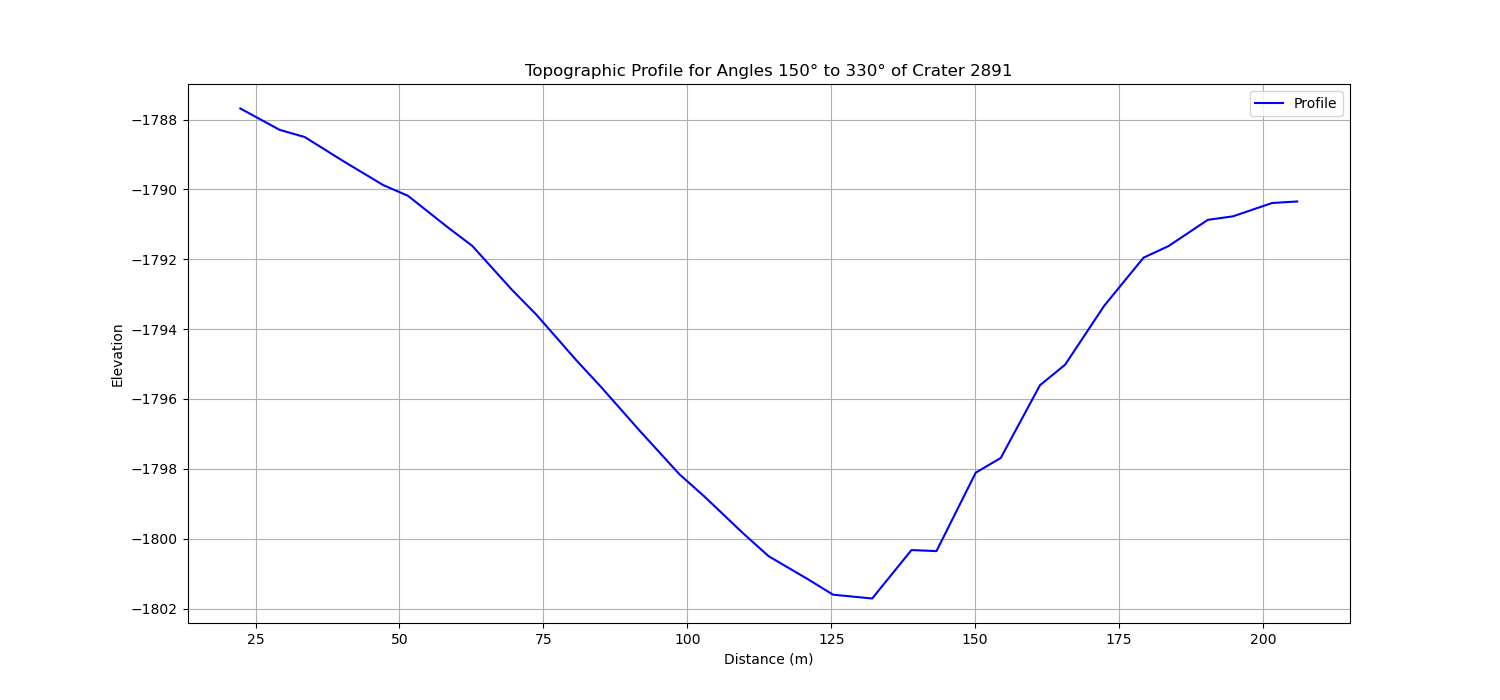 Topographic Profile for Angles 150° to 330° of Crater 2891
Profile
Elevation
−1788
−1790
−1792
−1794
−1796
−1798
−1800
−1802
25 50 75 100 125 150 175 200
Distance (m)